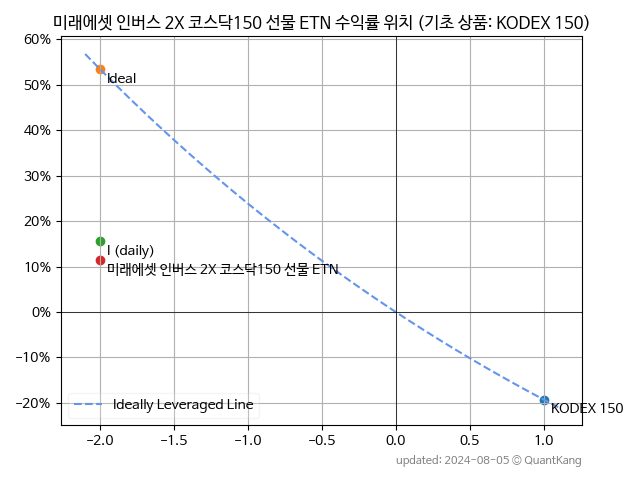 미래에셋 인버스 2X 코스닥150 선물 ETN 수익률 위치 (기초 상품: KODEX 150)
60%
50%
40%
30%
20%
10%
0%
−10%
−20%
Ideal
I (daily)
미래에셋 인버스 2X 코스닥150 선물 ETN
KODEX 150
Ideally Leveraged Line
−2.0 −1.5 −1.0 −0.5 0.0 0.5 1.0
updated: 2024-08-05 © QuantKang